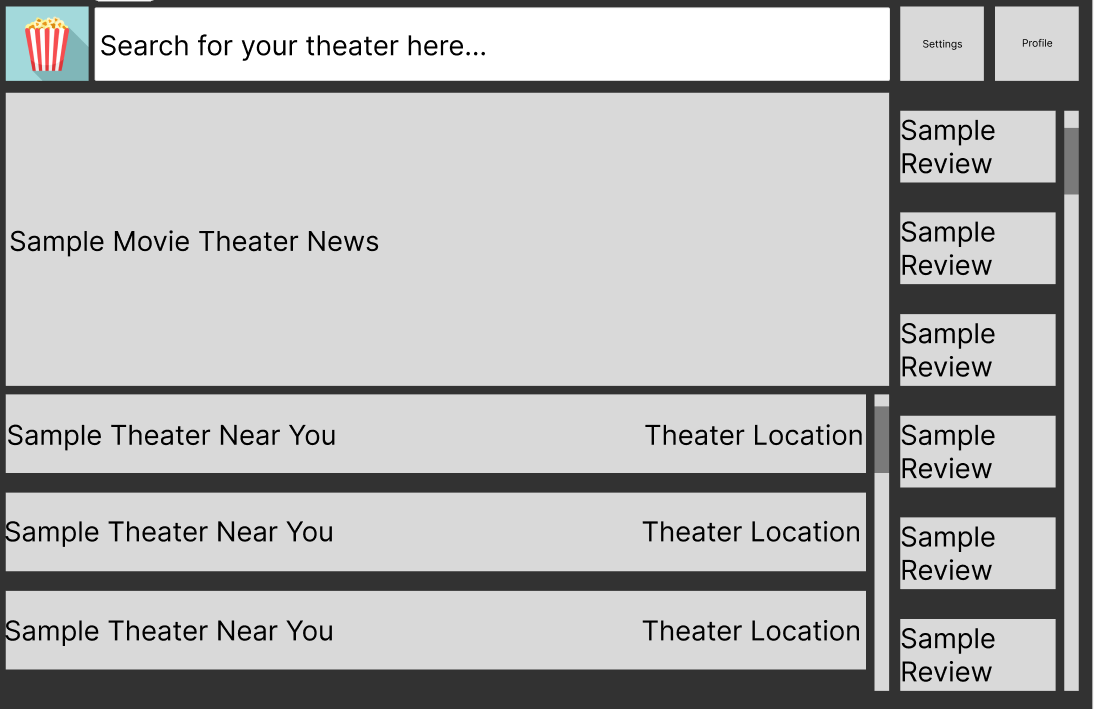 Search for your theater here...
Settings
Profile
Sample Movie Theater News
Sample Theater Near You
Theater Location
Sample Theater Near You
Theater Location
Sample Theater Near You
Theater Location
Sample
Review
Sample
Review
Sample
Review
Sample
Review
Sample
Review
Sample
Review